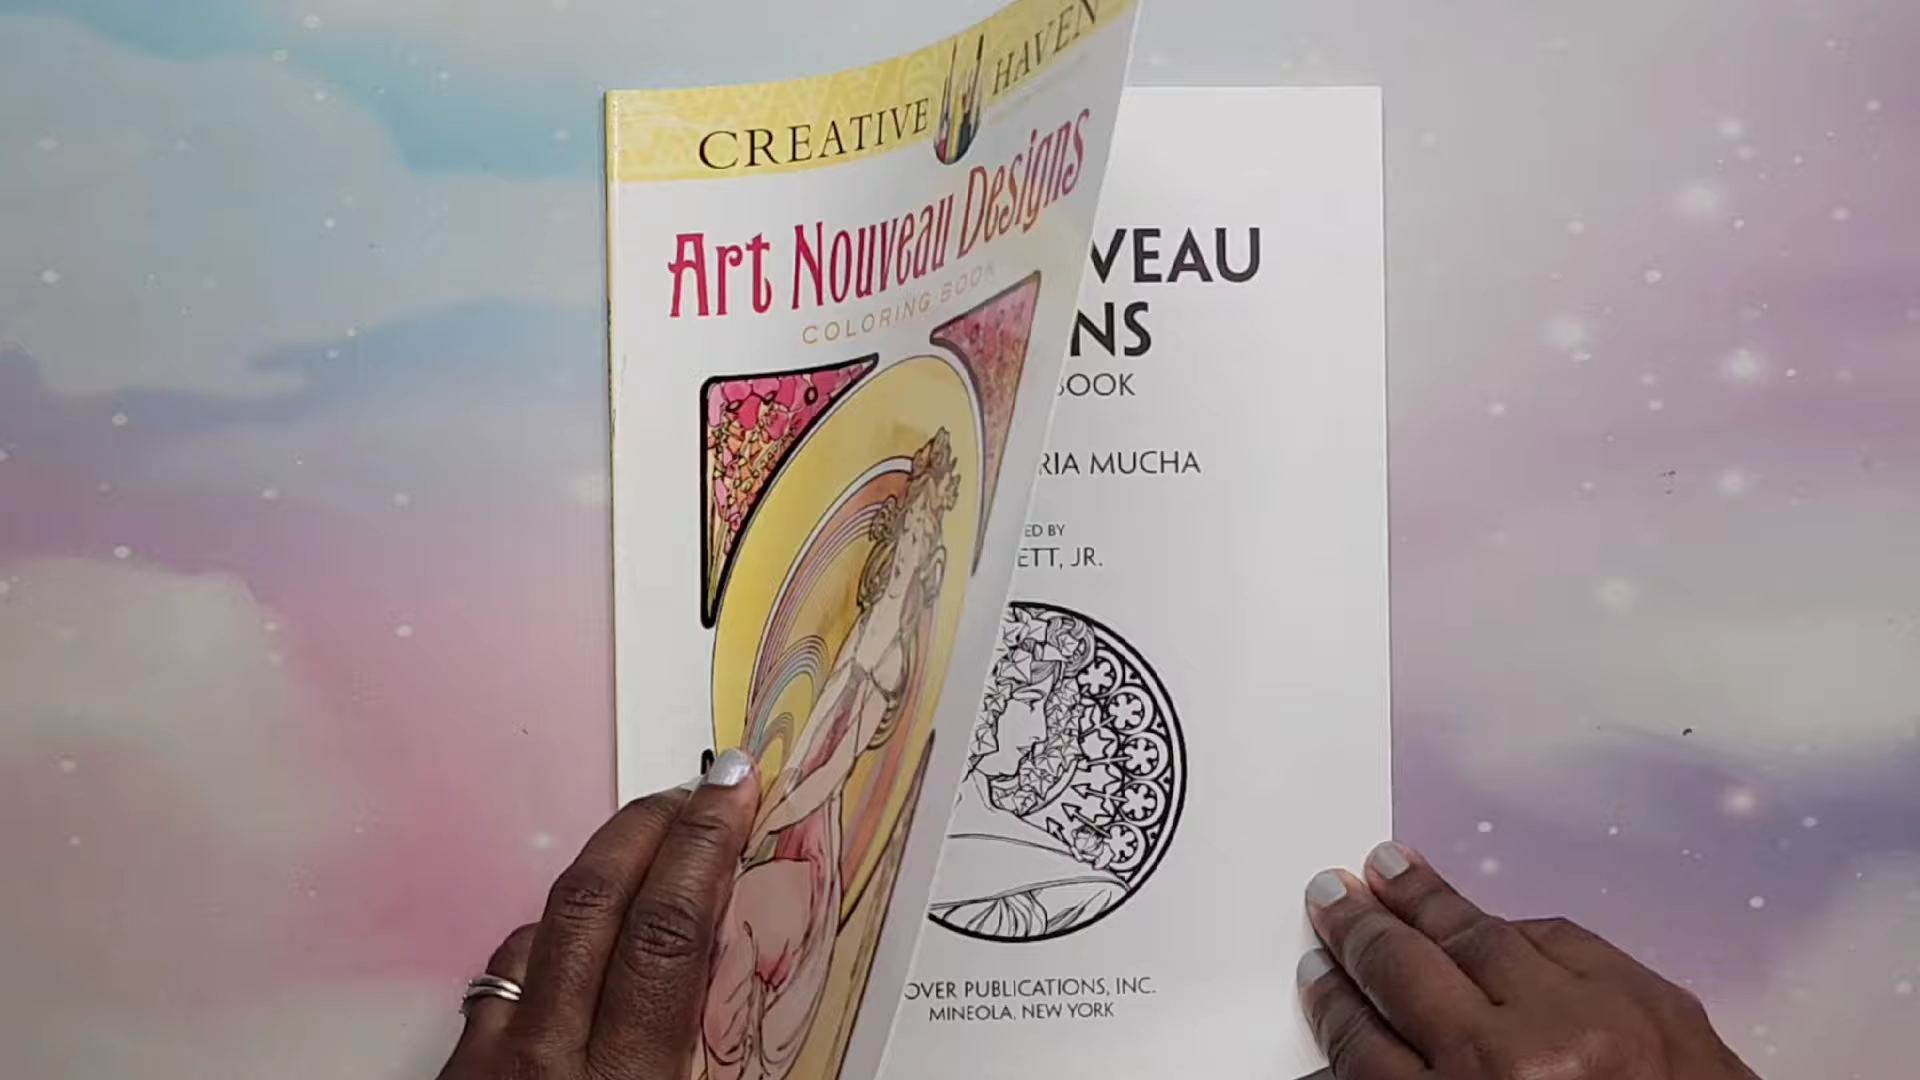 CREATIVE HAVEN
Art Nouveau Designs
COLORING BOOK
VEAU
NS
BOOK
RIA MUCHA
ED BY
ETT, JR.
OVER PUBLICATIONS, INC.
MINEOLA, NEW YORK